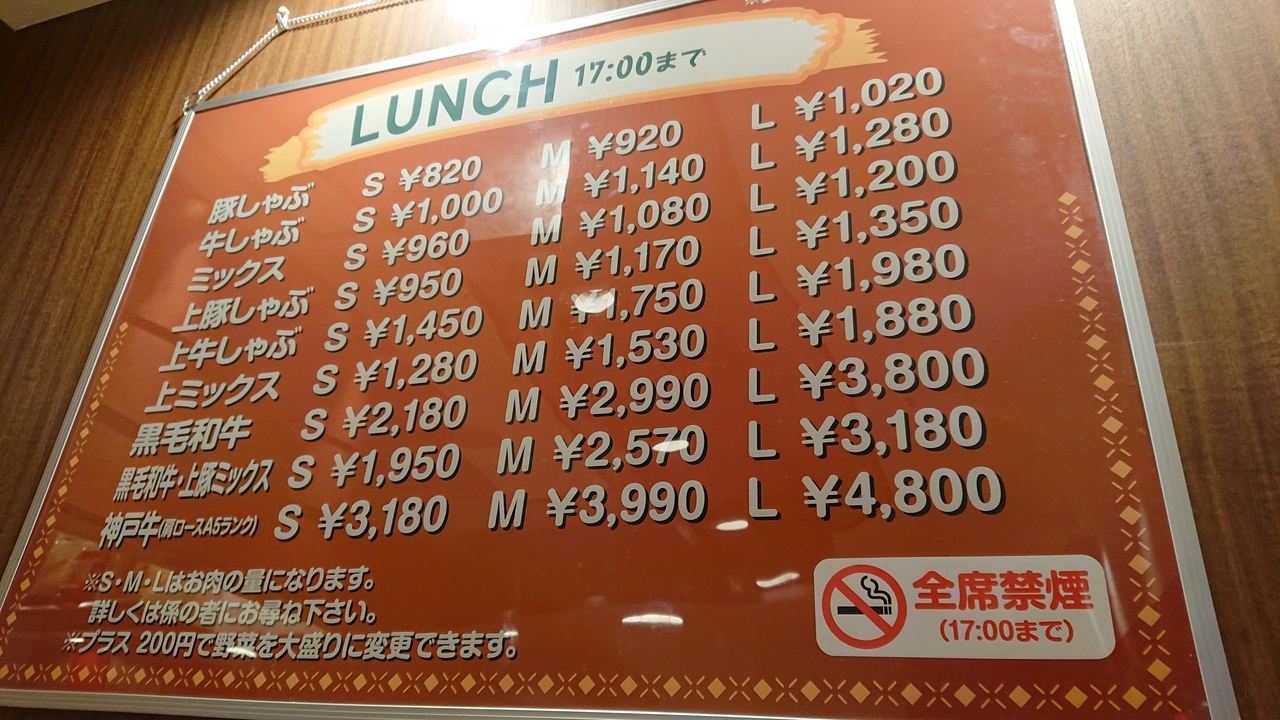 LUNCH 17:00まで
豚しゃぶ S ¥820 M ¥920 L ¥1,020
牛しゃぶ S ¥1,000 M ¥1,140 L ¥1,280
ミックス S ¥960 M ¥1,080 L ¥1,200
上豚しゃぶ S ¥950 M ¥1,170 L ¥1,350
上牛しゃぶ S ¥1,450 M ¥1,750 L ¥1,980
上ミックス S ¥1,280 M ¥1,530 L ¥1,880
黒毛和牛 S ¥2,180 M ¥2,990 L ¥3,800
黒毛和牛・上豚ミックス S ¥1,950 M ¥2,570 L ¥3,180
神戸牛(肩ロースA5ランク) S ¥3,180 M ¥3,990 L ¥4,800
※S・M・Lはお肉の量になります。
詳しくは係の者にお尋ね下さい。
※プラス 200円で野菜を大盛りに変更できます。
全席禁煙
(17:00まで)